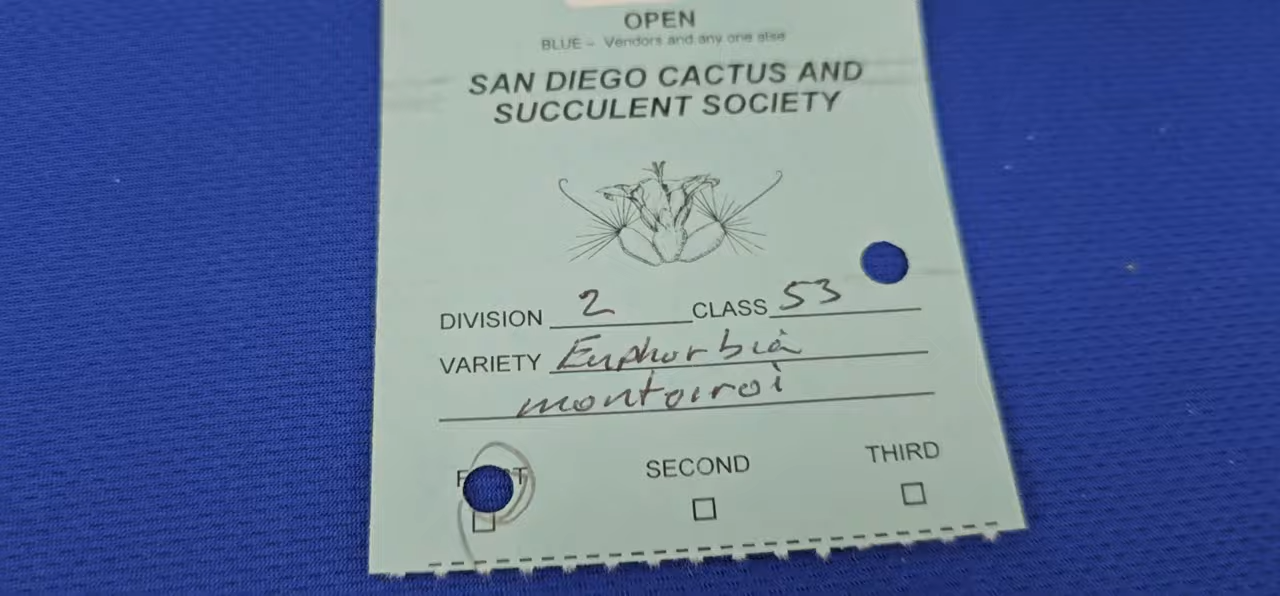 OPEN
BLUE – Vendors and any one else
SAN DIEGO CACTUS AND
SUCCULENT SOCIETY
DIVISION 2 CLASS 53
VARIETY Euphorbia
montoiroi
SECOND THIRD